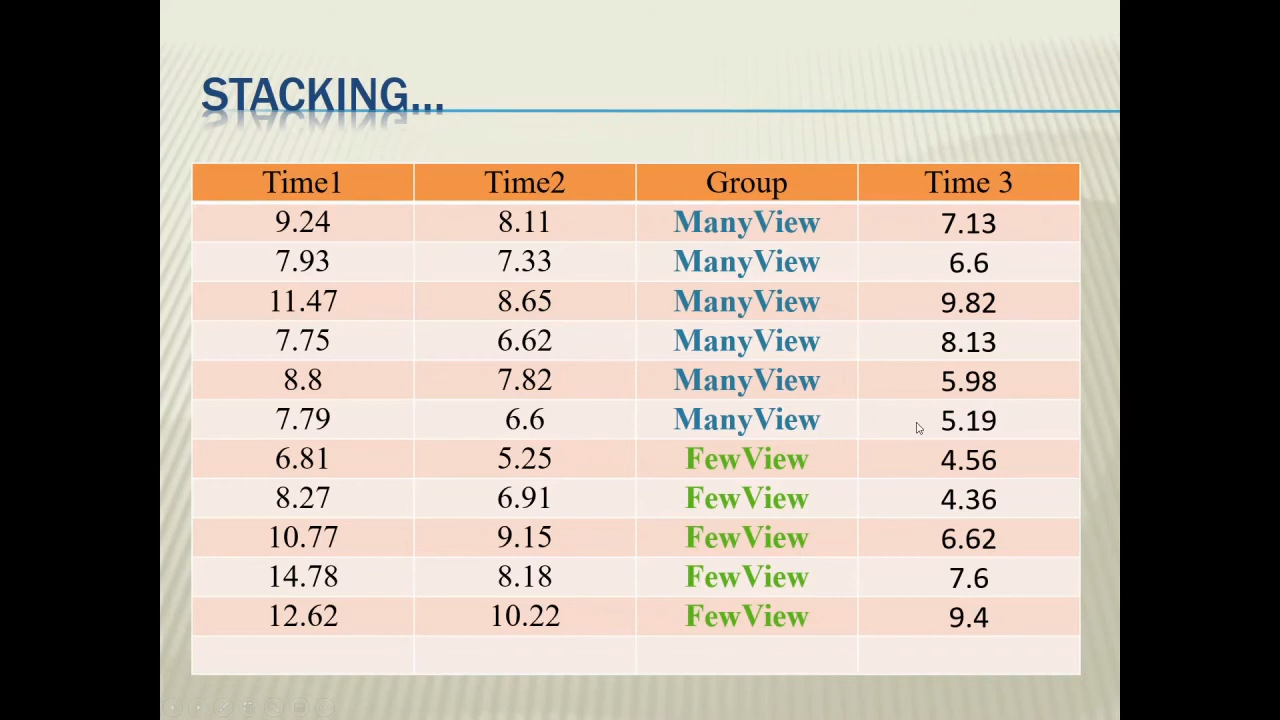 STACKING...
Time1 Time2 Group Time 3
9.24 8.11 ManyView 7.13
7.93 7.33 ManyView 6.6
11.47 8.65 ManyView 9.82
7.75 6.62 ManyView 8.13
8.8 7.82 ManyView 5.98
7.79 6.6 ManyView 5.19
6.81 5.25 FewView 4.56
8.27 6.91 FewView 4.36
10.77 9.15 FewView 6.62
14.78 8.18 FewView 7.6
12.62 10.22 FewView 9.4